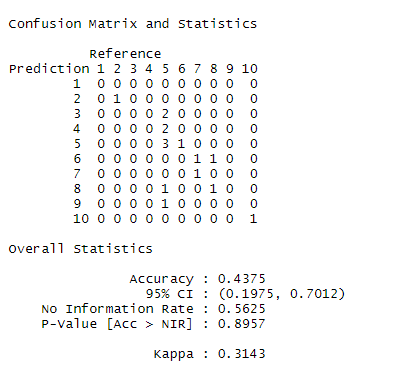 Confusion Matrix and Statistics
Reference
Prediction 1 2 3 4 5 6 7 8 9 10
1 0 0 0 0 0 0 0 0 0 0
2 0 1 0 0 0 0 0 0 0 0
3 0 0 0 0 2 0 0 0 0 0
4 0 0 0 0 2 0 0 0 0 0
5 0 0 0 0 3 1 0 0 0 0
6 0 0 0 0 0 0 1 1 0 0
7 0 0 0 0 0 0 1 0 0 0
8 0 0 0 0 1 0 0 1 0 0
9 0 0 0 0 1 0 0 0 0 0
10 0 0 0 0 0 0 0 0 0 1
Overall Statistics
Accuracy : 0.4375
95% CI : (0.1975, 0.7012)
No Information Rate : 0.5625
P-Value [Acc > NIR] : 0.8957
Kappa : 0.3143